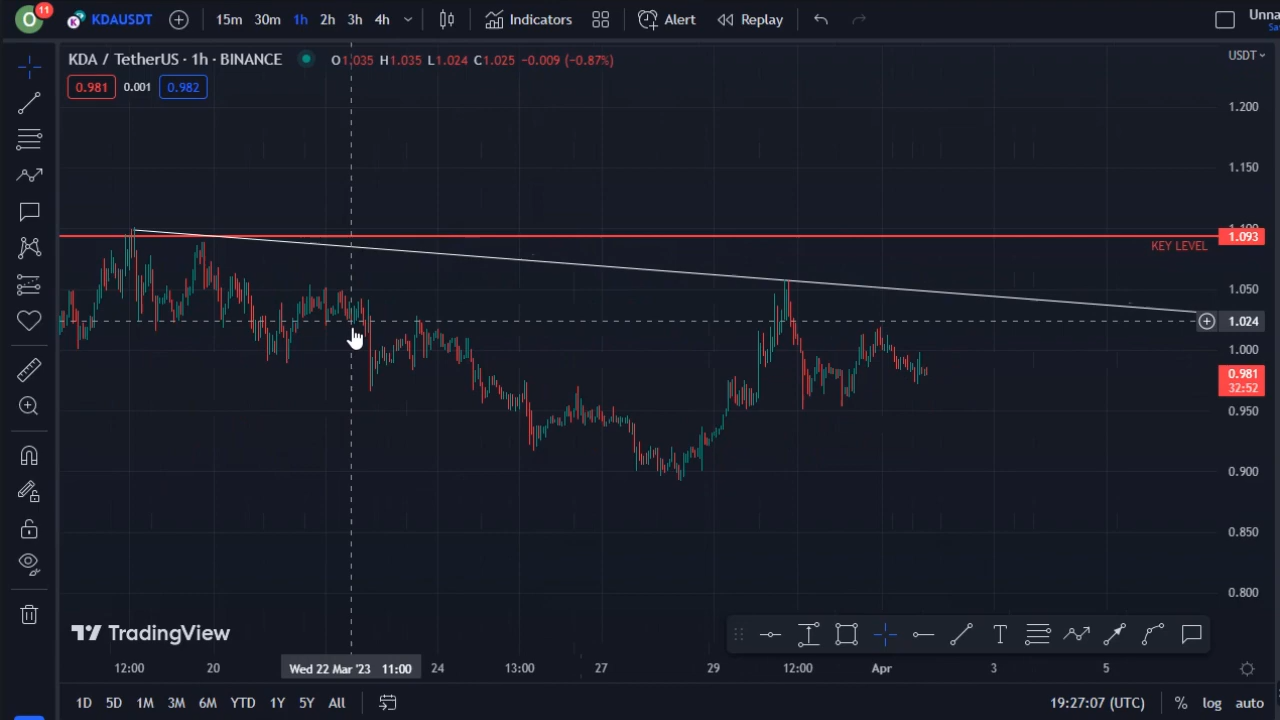 O 11 KDAUSDT 15m 30m 1h 2h 3h 4h Indicators Alert Replay Unna
KDA / TetherUS · 1h · BINANCE O1.035 H1.035 L1.024 C1.025 -0.009 (-0.87%)
USDT
0.981 0.001 0.982
1.200
1.150
1.093
KEY LEVEL
1.050
1.024
1.000
0.981
32:52
0.950
0.900
0.850
0.800
TradingView
12:00 20 Wed 22 Mar '23 11:00 24 13:00 27 29 12:00 Apr 3 5
1D 5D 1M 3M 6M YTD 1Y 5Y All 19:27:07 (UTC) % log auto